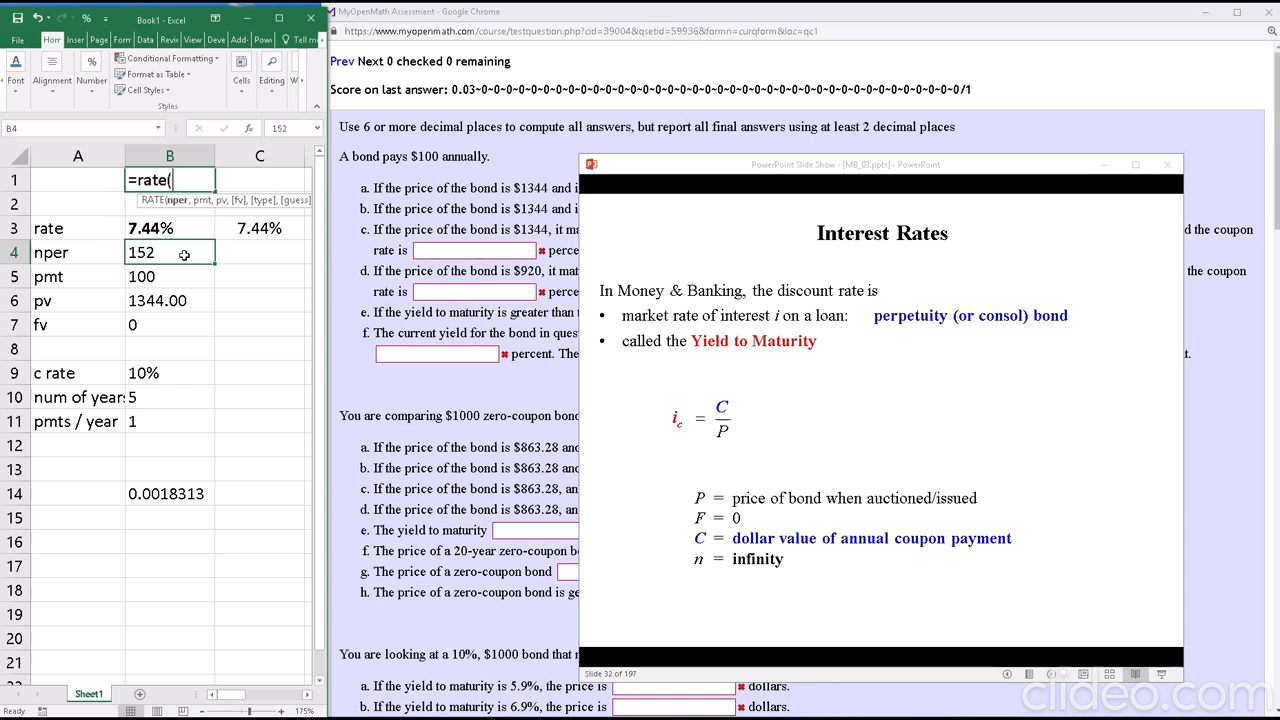 Book1 - Excel
File Hom Inser Page Form Data Revi View Deve Add- Pow Tell m
Font Alignment Number
Conditional Formatting
Format as Table
Cell Styles
Styles
Cells Editing
B4 fx 152
A B C
1 =rate(
RATE(nper, pmt, pv, [fv], [type], [guess]
2
3 rate 7.44% 7.44%
4 nper 152
5 pmt 100
6 pv 1344.00
7 fv 0
8
9 c rate 10%
10 num of years 5
11 pmts / year 1
12
13
14 0.0018313
15
16
17
18
19
20
21
Sheet1
175%
MyOpenMath Assessment - Google Chrome
https://www.myopenmath.com/course/testquestion.php?cid=39004&qsetid=59936&formn=curqform&loc=qc1
Prev Next 0 checked 0 remaining
Score on last answer: 0.03~0~0~0~0~0~0~0~0~0~0~0~0~0~0~0~0~0~0~0~0~0~0~0~0~0~0~0~0~0~0~0~0~0~0~0~0~0~0~0/1
Use 6 or more decimal places to compute all answers, but report all final answers using at least 2 decimal places
A bond pays $100 annually.
a. If the price of the bond is $1344 and i
b. If the price of the bond is $1344 and i
c. If the price of the bond is $1344, it ma
d the coupon
rate is perce
d. If the price of the bond is $920, it mat
the coupon
rate is perce
e. If the yield to maturity is greater than t
f. The current yield for the bond in ques
percent. The
t.
You are comparing $1000 zero-coupon bond
a. If the price of the bond is $863.28 and
b. If the price of the bond is $863.28 and
c. If the price of the bond is $863.28, an
d. If the price of the bond is $863.28, an
e. The yield to maturity
f. The price of a 20-year zero-coupon b
g. The price of a zero-coupon bond
h. The price of a zero-coupon bond is ge
You are looking at a 10%, $1000 bond that m
a. If the yield to maturity is 5.9%, the price is dollars.
b. If the yield to maturity is 6.9%, the price is dollars.
PowerPoint Slide Show - [MB_03.pptx] - PowerPoint
Interest Rates
In Money & Banking, the discount rate is
• market rate of interest i on a loan: perpetuity (or consol) bond
• called the Yield to Maturity
ic = C
P
P = price of bond when auctioned/issued
F = 0
C = dollar value of annual coupon payment
n = infinity
Slide 32 of 197
clideo.com